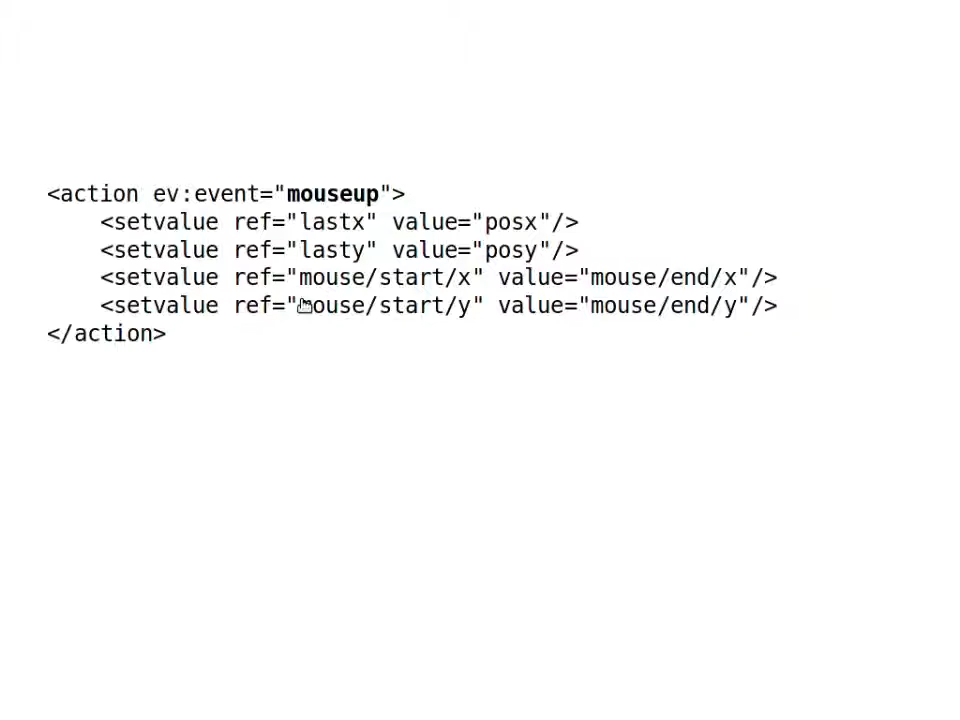 <action ev:event="mouseup">
<setvalue ref="lastx" value="posx"/>
<setvalue ref="lasty" value="posy"/>
<setvalue ref="mouse/start/x" value="mouse/end/x"/>
<setvalue ref="mouse/start/y" value="mouse/end/y"/>
</action>